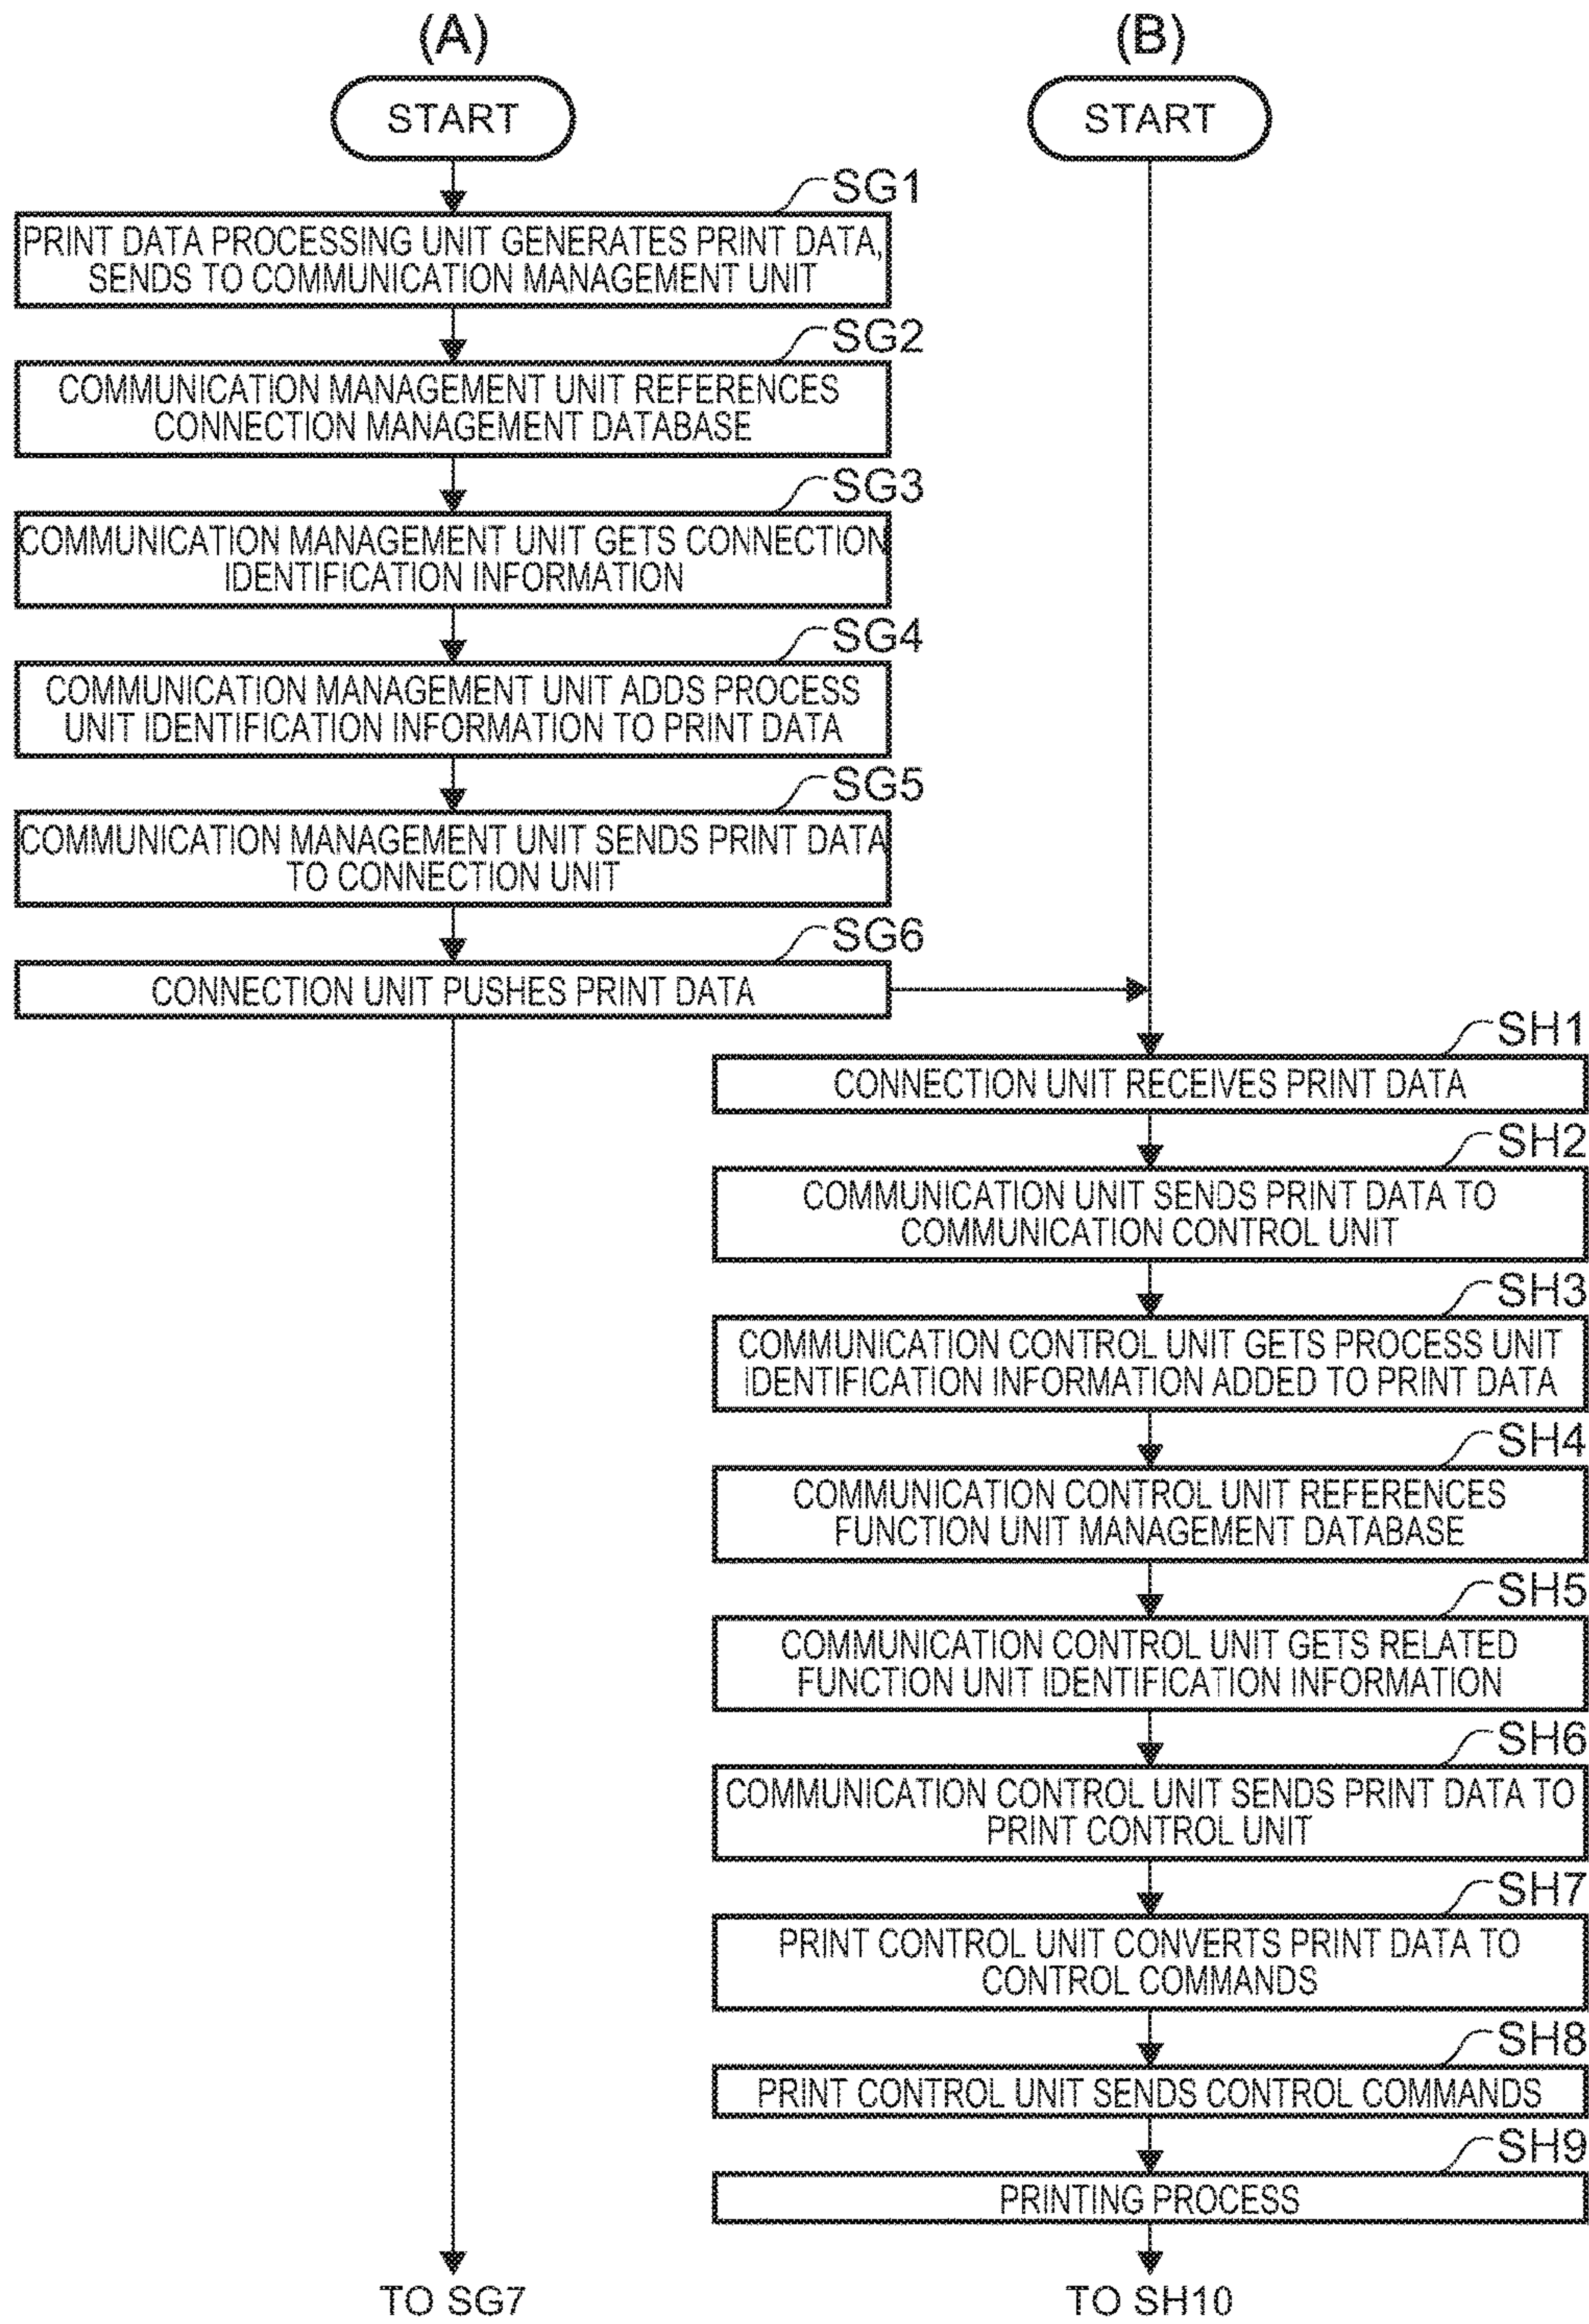 (A)
START
SG1
PRINT DATA PROCESSING UNIT GENERATES PRINT DATA,
SENDS TO COMMUNICATION MANAGEMENT UNIT
SG2
COMMUNICATION MANAGEMENT UNIT REFERENCES
CONNECTION MANAGEMENT DATABASE
SG3
COMMUNICATION MANAGEMENT UNIT GETS CONNECTION
IDENTIFICATION INFORMATION
SG4
COMMUNICATION MANAGEMENT UNIT ADDS PROCESS
UNIT IDENTIFICATION INFORMATION TO PRINT DATA
SG5
COMMUNICATION MANAGEMENT UNIT SENDS PRINT DATA
TO CONNECTION UNIT
SG6
CONNECTION UNIT PUSHES PRINT DATA
TO SG7
(B)
START
SH1
CONNECTION UNIT RECEIVES PRINT DATA
SH2
COMMUNICATION UNIT SENDS PRINT DATA TO
COMMUNICATION CONTROL UNIT
SH3
COMMUNICATION CONTROL UNIT GETS PROCESS UNIT
IDENTIFICATION INFORMATION ADDED TO PRINT DATA
SH4
COMMUNICATION CONTROL UNIT REFERENCES
FUNCTION UNIT MANAGEMENT DATABASE
SH5
COMMUNICATION CONTROL UNIT GETS RELATED
FUNCTION UNIT IDENTIFICATION INFORMATION
SH6
COMMUNICATION CONTROL UNIT SENDS PRINT DATA TO
PRINT CONTROL UNIT
SH7
PRINT CONTROL UNIT CONVERTS PRINT DATA TO
CONTROL COMMANDS
SH8
PRINT CONTROL UNIT SENDS CONTROL COMMANDS
SH9
PRINTING PROCESS
TO SH10